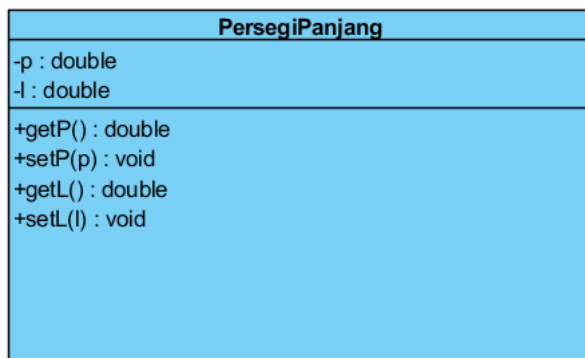 PersegiPanjang
-p : double
-l : double
+getP() : double
+setP(p) : void
+getL() : double
+setL(l) : void